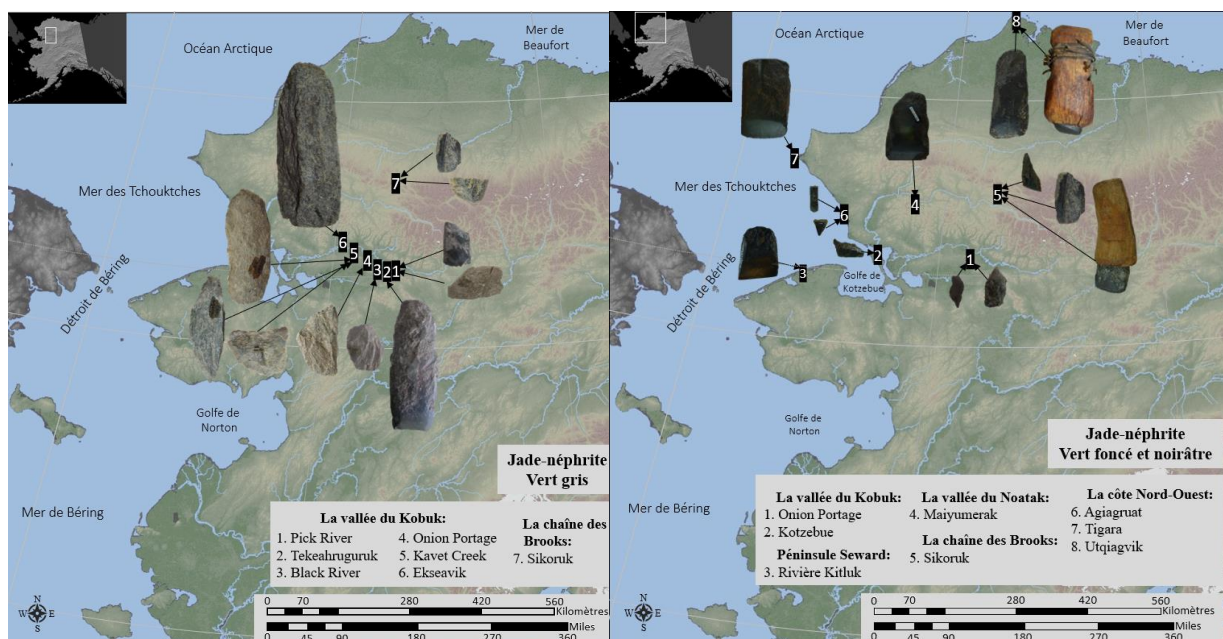 Océan Arctique
Mer de
Beaufort
Mer des Tchouktches
Détroit de Béring
7
6
5
4
3
2
1
Golfe de
Norton
Mer de Béring
Jade-néphrite
Vert gris
La vallée du Kobuk:
1. Pick River
2. Tekeahruguruk
3. Black River
4. Onion Portage
5. Kavet Creek
6. Ekseavik
La chaîne des
Brooks:
7. Sikoruk
N
W
E
S
0 70 280 420 560
Kilomètres
Miles
0 45 90 180 270 360
Océan Arctique
8
Mer de
Beaufort
7
Mer des Tchouktches
6
4
5
Détroit de Béring
3
2
1
Golfe de
Kotzebue
Golfe de
Norton
Mer de Béring
Jade-néphrite
Vert foncé et noirâtre
La vallée du Kobuk:
1. Onion Portage
2. Kotzebue
Péninsule Seward:
3. Rivière Kitluk
La vallée du Noatak:
4. Maiyumerak
La chaîne des Brooks:
5. Sikoruk
La côte Nord-Ouest:
6. Agiagruat
7. Tigara
8. Utqiagvik
N
W
E
S
0 70 280 420 560
Kilomètres
Miles
0 45 90 180 270 360